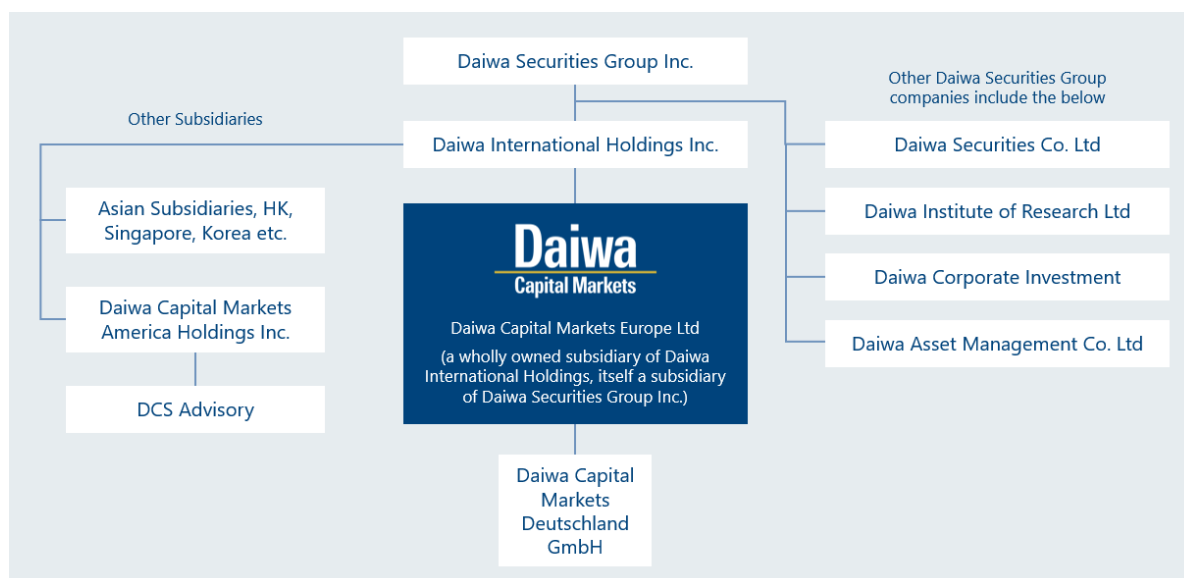 Daiwa Securities Group Inc.
Other Daiwa Securities Group
companies include the below
Other Subsidiaries
Daiwa International Holdings Inc.
Daiwa Securities Co. Ltd
Asian Subsidiaries, HK,
Singapore, Korea etc.
Daiwa Institute of Research Ltd
Daiwa
Capital Markets
Daiwa Corporate Investment
Daiwa Capital Markets
America Holdings Inc.
Daiwa Capital Markets Europe Ltd
(a wholly owned subsidiary of Daiwa
International Holdings, itself a subsidiary
of Daiwa Securities Group Inc.)
Daiwa Asset Management Co. Ltd
DCS Advisory
Daiwa Capital
Markets
Deutschland
GmbH